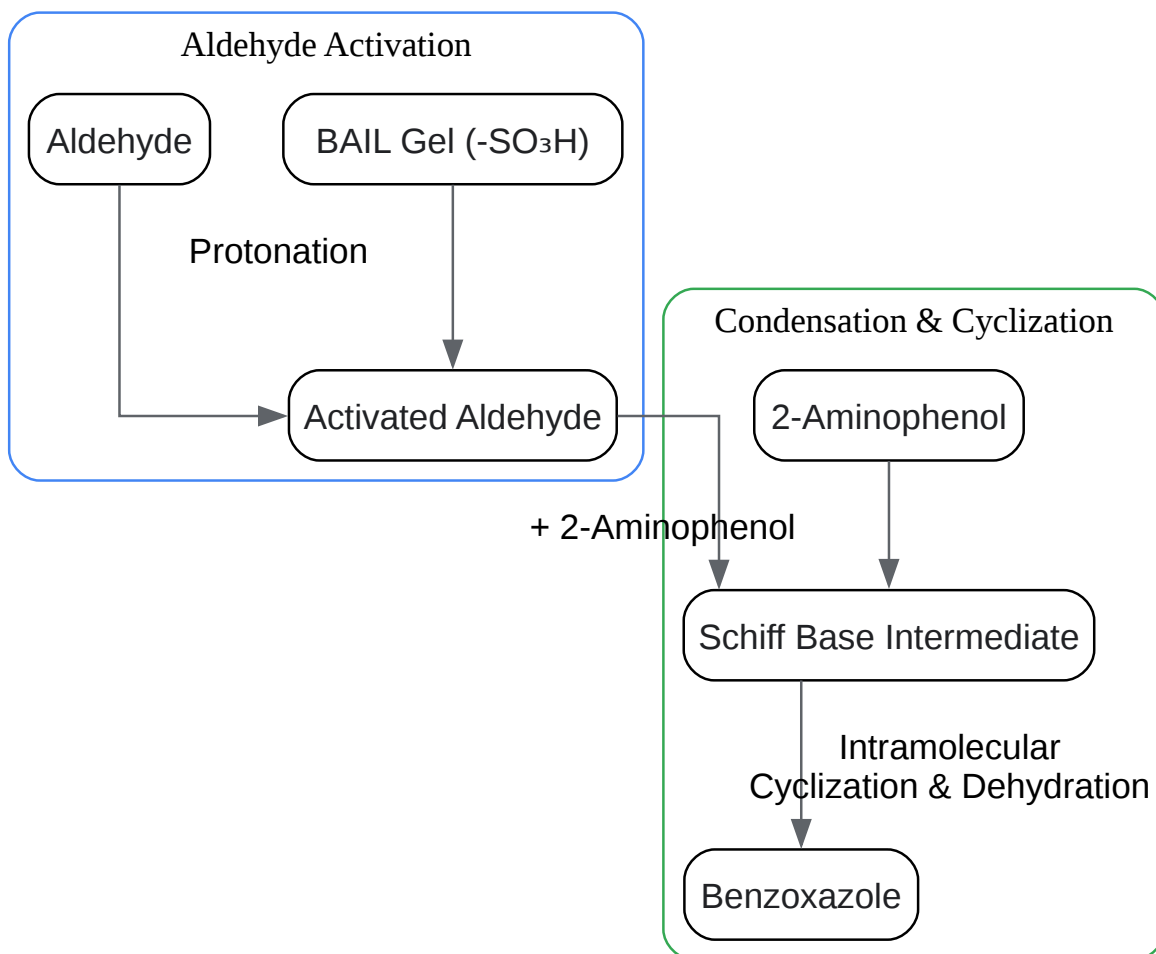 Aldehyde Activation
Aldehyde
BAIL Gel (-SO₃H)
Protonation
Activated Aldehyde
Condensation & Cyclization
2-Aminophenol
+ 2-Aminophenol
Schiff Base Intermediate
Intramolecular
Cyclization & Dehydration
Benzoxazole